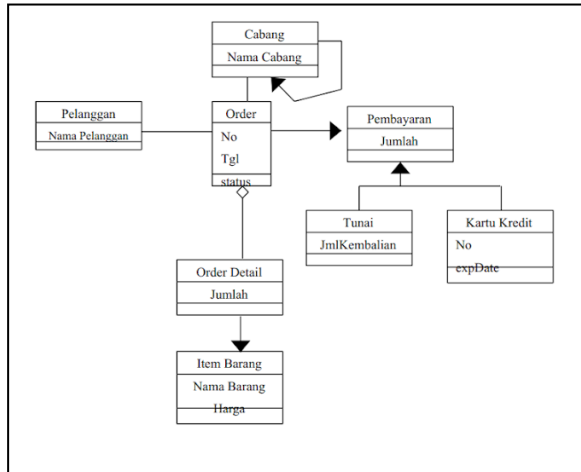 Cabang
Nama Cabang
Pelanggan
Nama Pelanggan
Order
No
Tgl
status
Pembayaran
Jumlah
Tunai
JmlKembalian
Kartu Kredit
No
expDate
Order Detail
Jumlah
Item Barang
Nama Barang
Harga